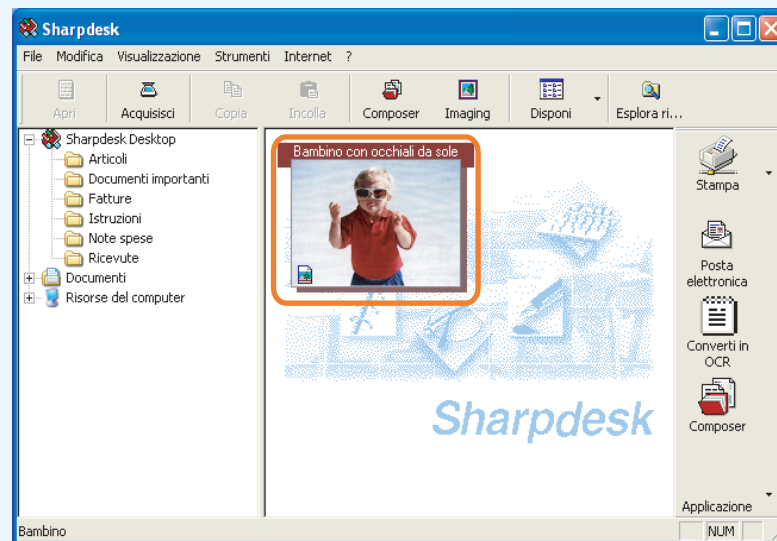 Sharpdesk
File Modifica Visualizzazione Strumenti Internet ?
Apri Acquisisci Copia Incolla Composer Imaging Disponi Esplora ri...
Sharpdesk Desktop
Articoli
Documenti importanti
Fatture
Istruzioni
Note spese
Ricevute
Documenti
Risorse del computer
Bambino con occhiali da sole
Sharpdesk
Stampa
Posta
elettronica
Converti in
OCR
Composer
Applicazione
Bambino
NUM